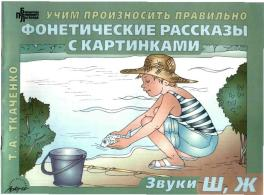 УЧИМ ПРОИЗНОСИТЬ ПРАВИЛЬНО
ФОНЕТИЧЕСКИЕ РАССКАЗЫ
С КАРТИНКАМИ
Т. А. ТКАЧЕНКО
Звуки Ш, Ж